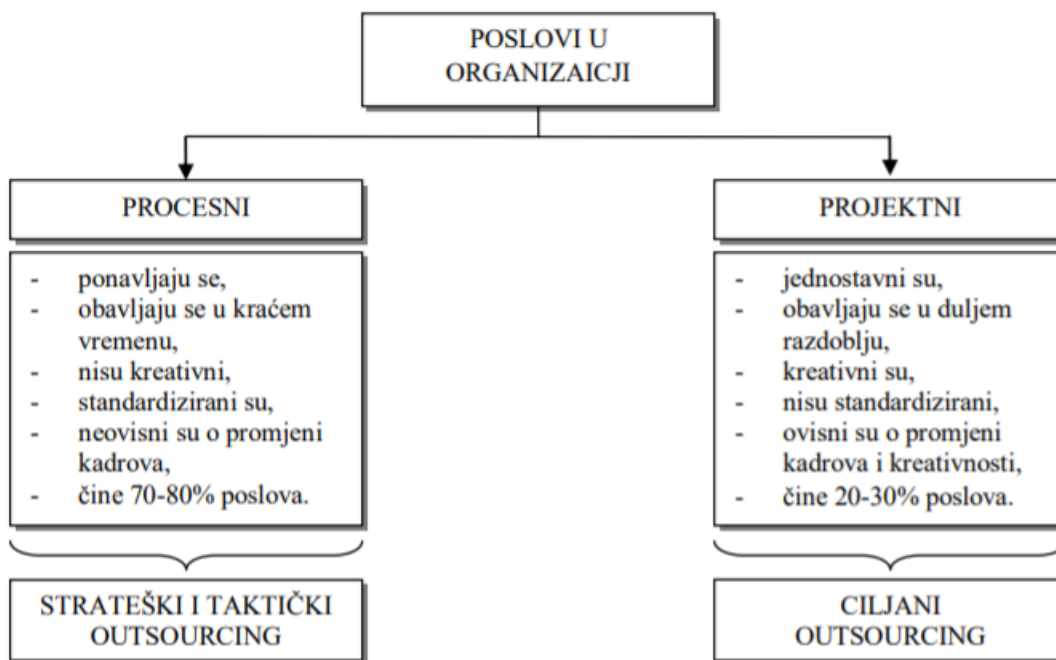 POSLOVI U
ORGANIZAICJI
PROCESNI
- ponavljaju se,
- obavljaju se u kraćem
vremenu,
- nisu kreativni,
- standardizirani su,
- neovisni su o promjeni
kadrova,
- čine 70-80% poslova.
STRATEŠKI I TAKTIČKI
OUTSOURCING
PROJEKTNI
- jednostavni su,
- obavljaju se u duljem
razdoblju,
- kreativni su,
- nisu standardizirani,
- ovisni su o promjeni
kadrova i kreativnosti,
- čine 20-30% poslova.
CILJANI
OUTSOURCING